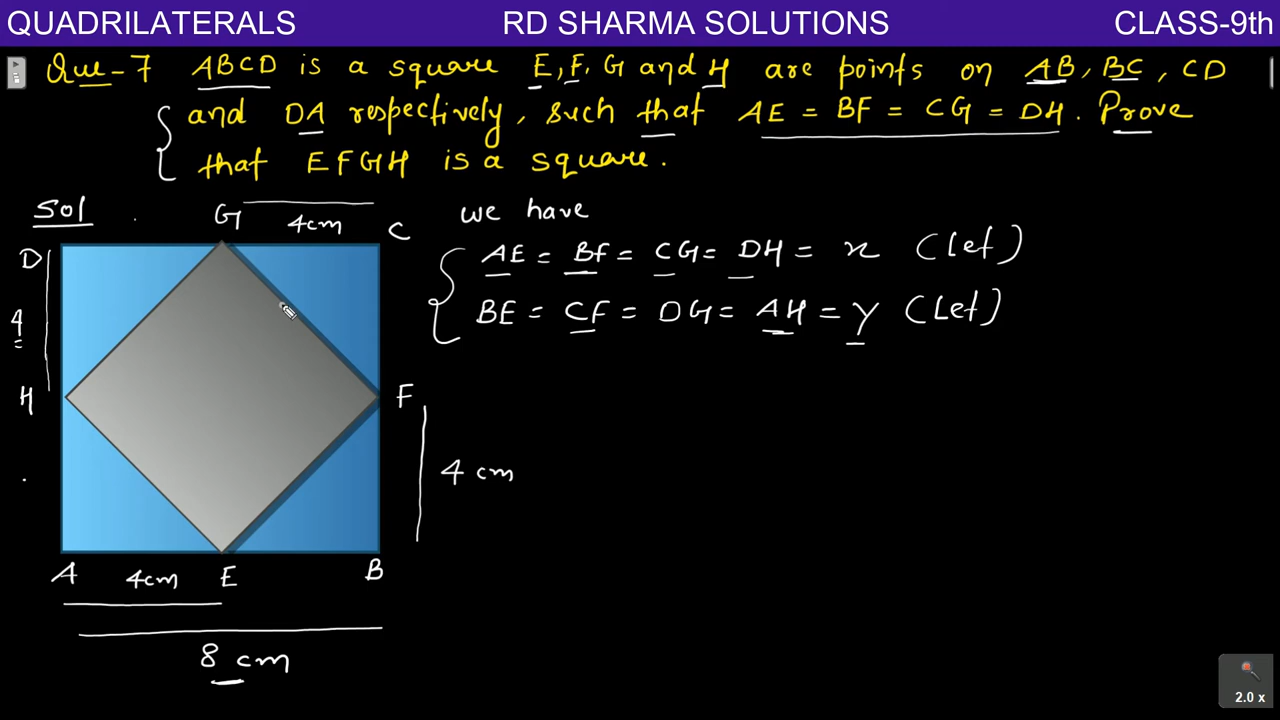 QUADRILATERALS RD SHARMA SOLUTIONS CLASS-9th
Que-7 ABCD is a square E, F, G and H are points on AB, BC, CD
and DA respectively, such that AE = BF = CG = DH. Prove
that EFGH is a square.
Sol
G 4cm C
we have
AE = BF = CG = DH = x (Let)
D
BE = CF = DG = AH = y (Let)
4
H
F
4 cm
A 4cm E B
8 cm
2.0 x